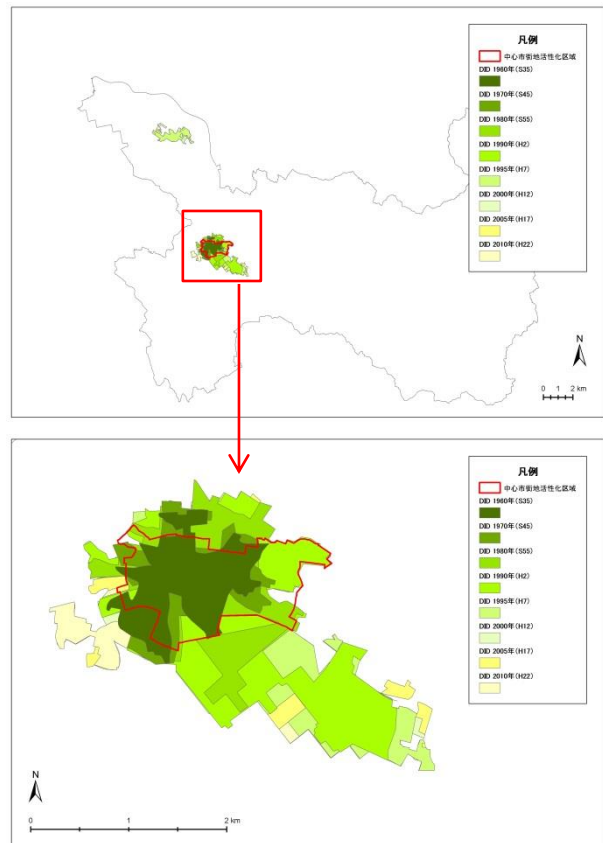 凡例
中心市街地活性化区域
DID 1960年(S35)
DID 1970年(S45)
DID 1980年(S55)
DID 1990年(H2)
DID 1995年(H7)
DID 2000年(H12)
DID 2005年(H17)
DID 2010年(H22)
N
0 1 2 km
凡例
中心市街地活性化区域
DID 1960年(S35)
DID 1970年(S45)
DID 1980年(S55)
DID 1990年(H2)
DID 1995年(H7)
DID 2000年(H12)
DID 2005年(H17)
DID 2010年(H22)
N
0 1 2 km